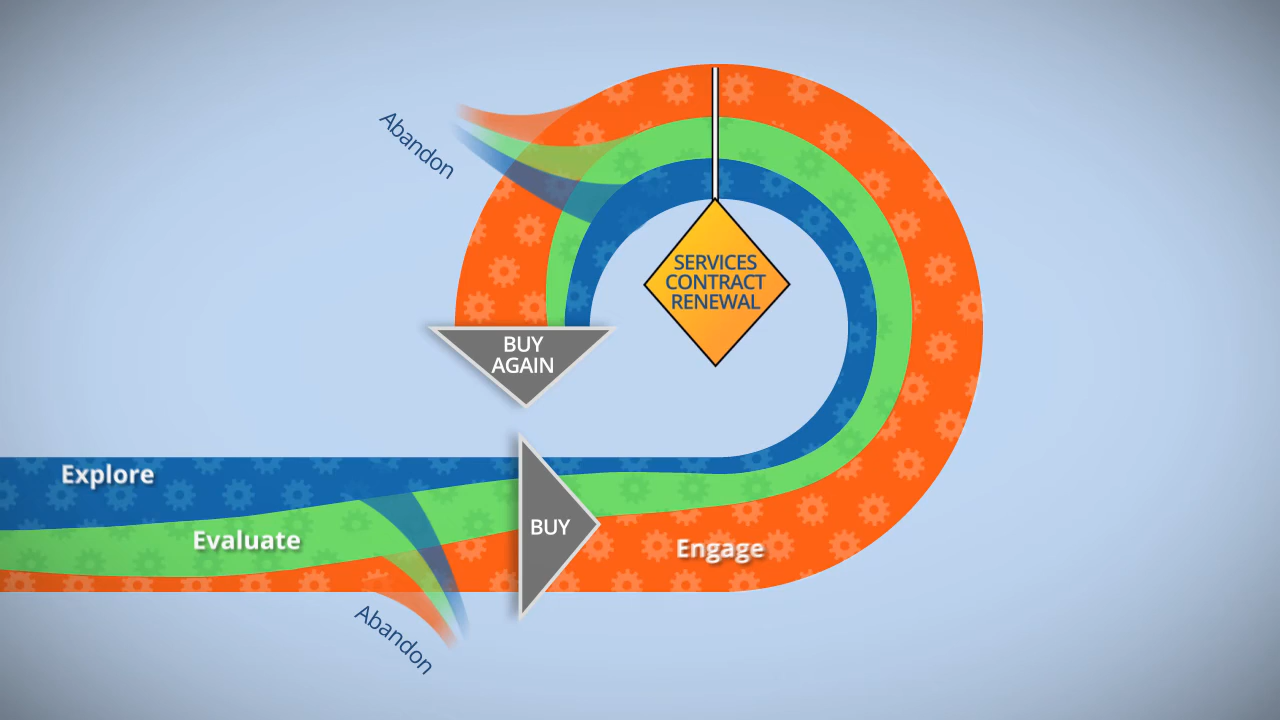 Abandon
SERVICES
CONTRACT
RENEWAL
BUY
AGAIN
Explore
Evaluate
BUY
Engage
Abandon